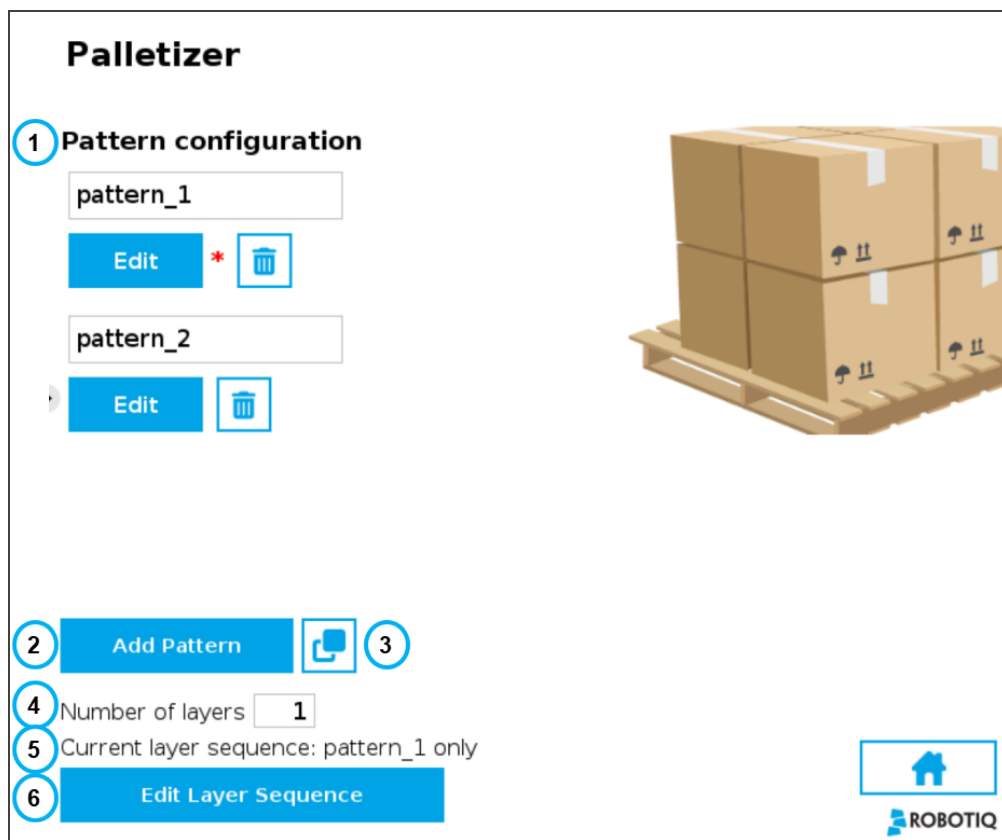 Palletizer
1 Pattern configuration
pattern_1
Edit *
pattern_2
Edit
2 Add Pattern 3
4 Number of layers 1
5 Current layer sequence: pattern_1 only
6 Edit Layer Sequence
ROBOTIQ